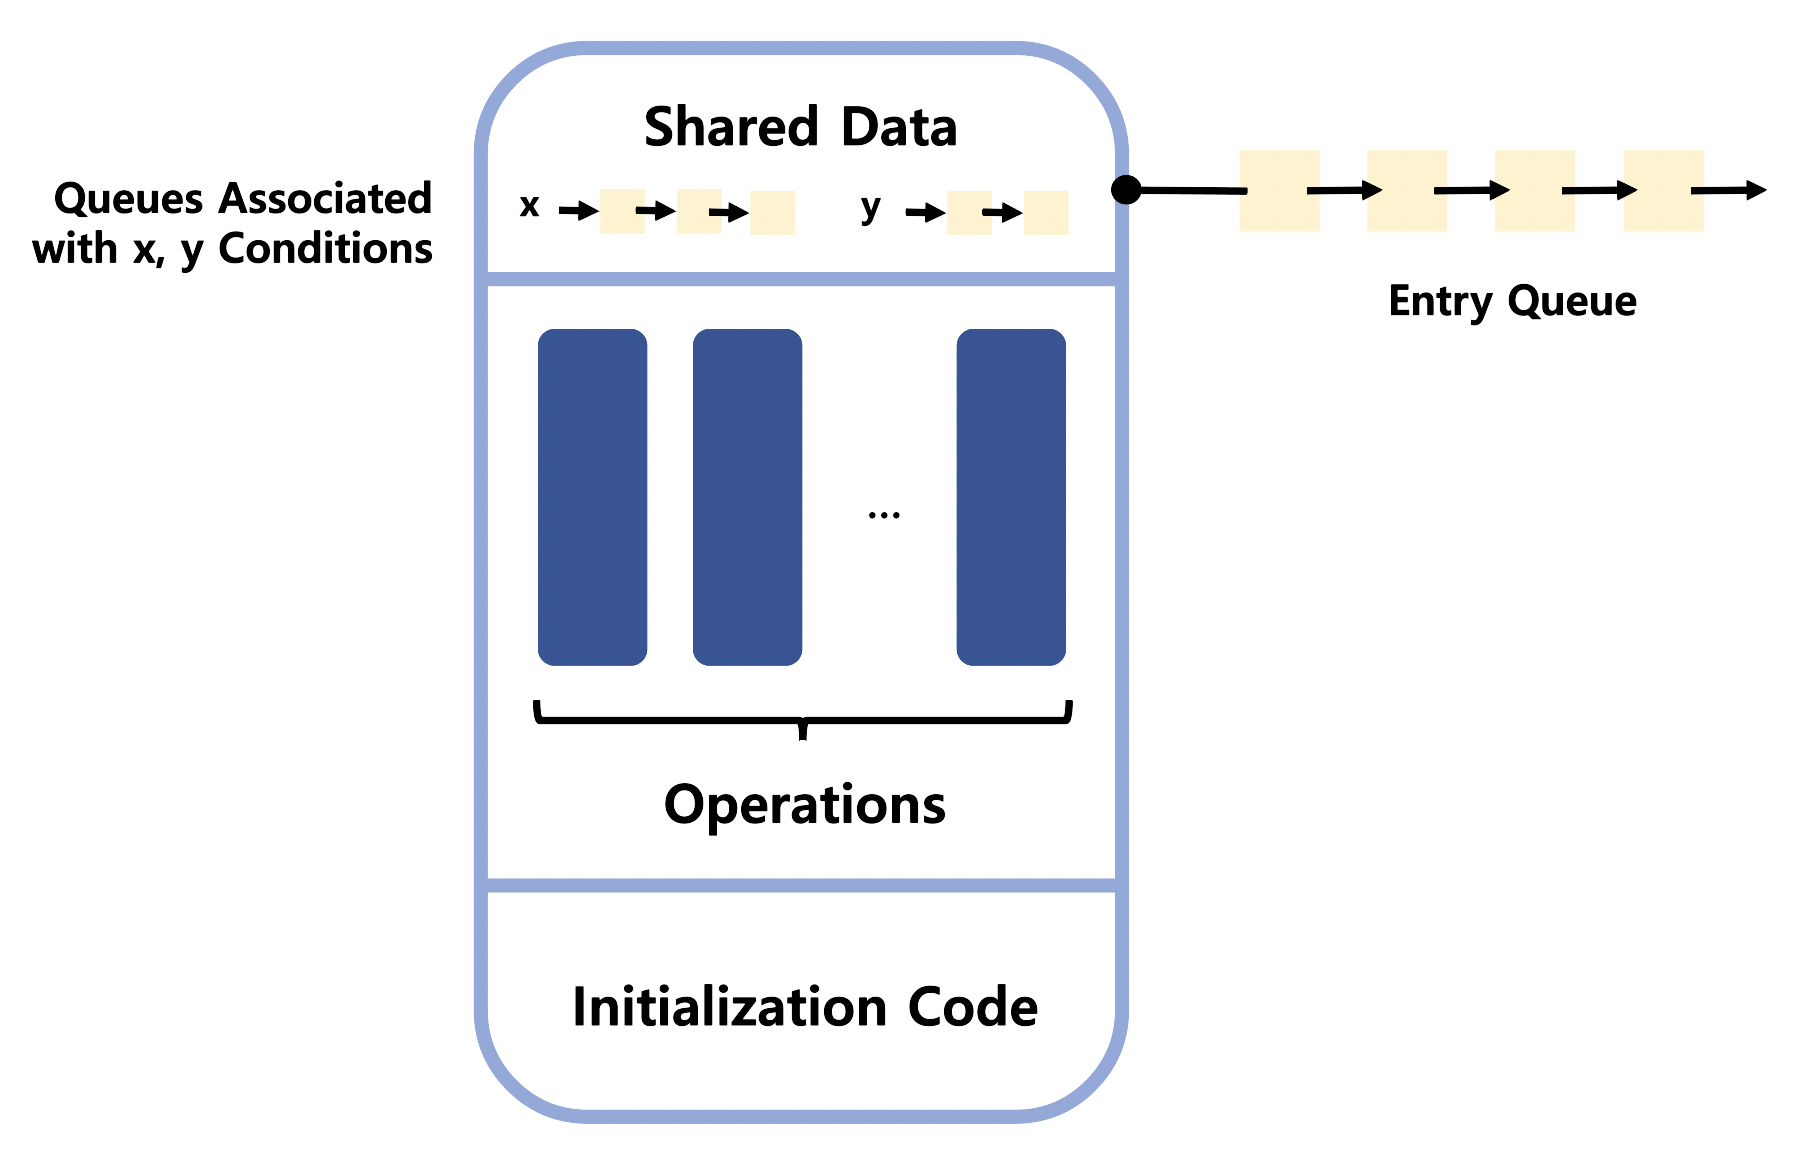 Shared Data
Queues Associated
with x, y Conditions
x
y
Entry Queue
...
Operations
Initialization Code